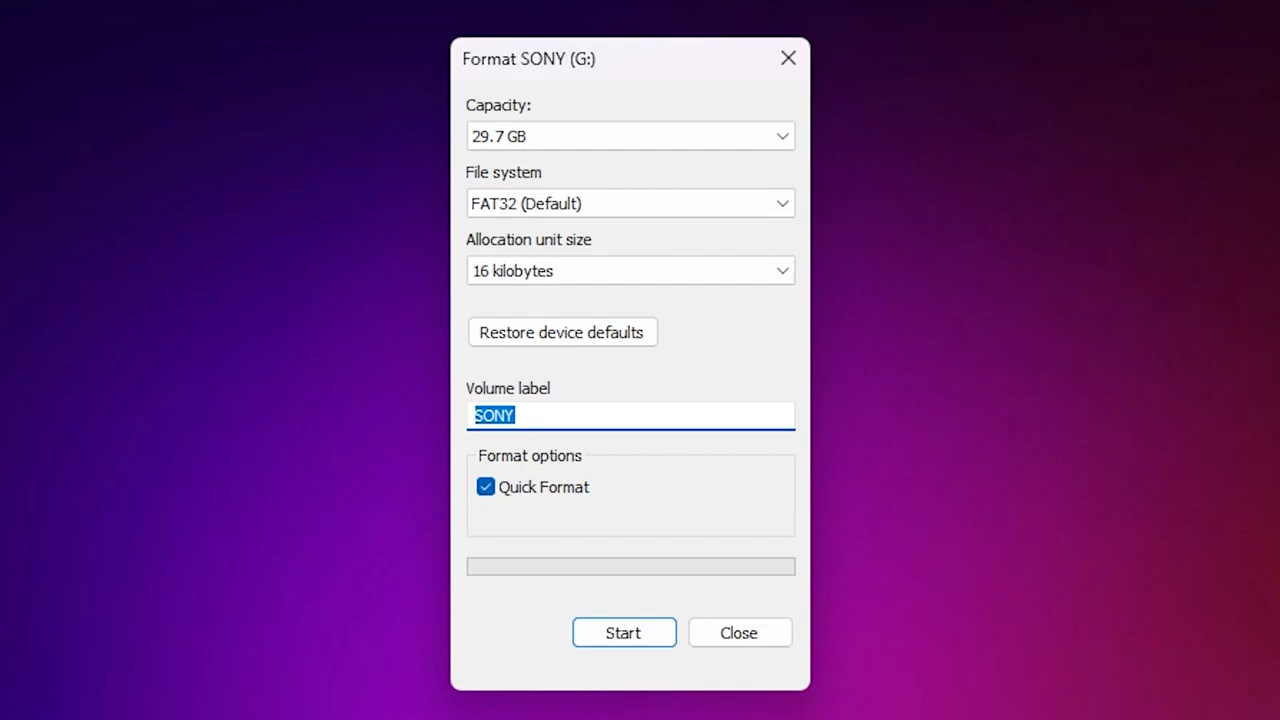 Format SONY (G:)
Capacity:
29.7 GB
File system
FAT32 (Default)
Allocation unit size
16 kilobytes
Restore device defaults
Volume label
SONY
Format options
Quick Format
Start Close